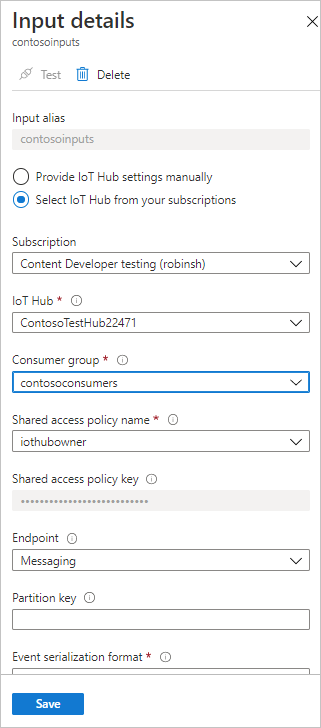 Input details
contosoinputs
Test Delete
Input alias
contosoinputs
Provide IoT Hub settings manually
Select IoT Hub from your subscriptions
Subscription
Content Developer testing (robinsh)
IoT Hub *
ContosoTestHub22471
Consumer group *
contosoconsumers
Shared access policy name *
iothubowner
Shared access policy key
••••••••••••••••••••••••••
Endpoint
Messaging
Partition key
Event serialization format *
Save